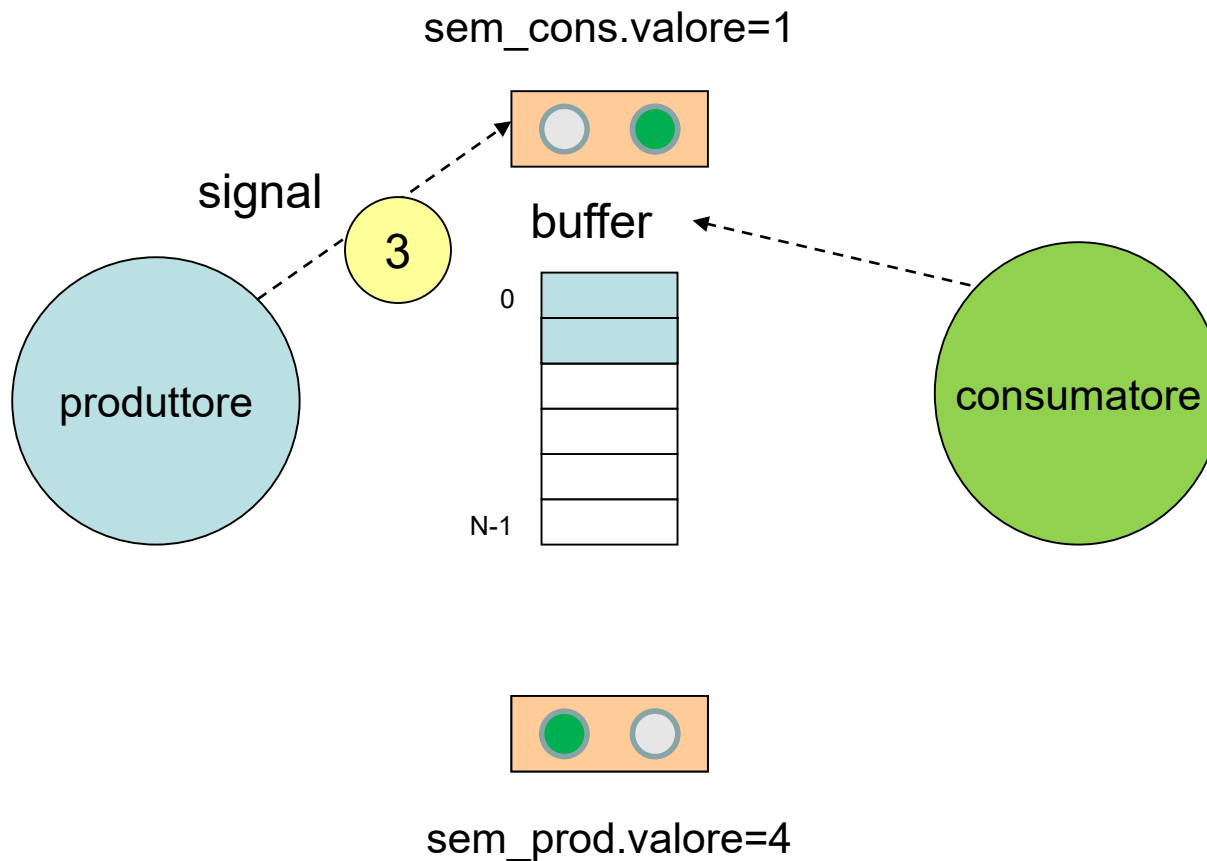 sem_cons.valore=1
signal
3
buffer
0
produttore
consumatore
N-1
sem_prod.valore=4